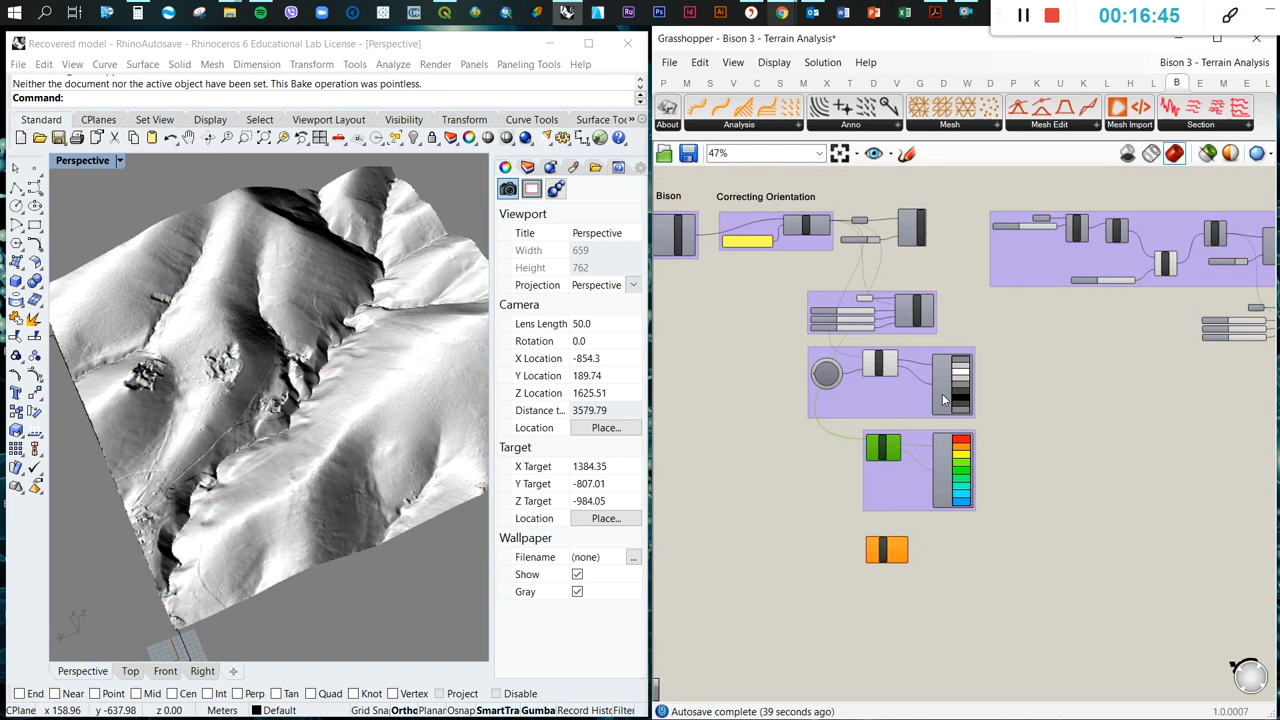 00:16:45
Recovered model - RhinoAutosave - Rhinoceros 6 Educational Lab License - [Perspective]
File Edit View Curve Surface Solid Mesh Dimension Transform Tools Analyze Render Panels Paneling Tools Help
Neither the document nor the active object have been set. This Bake operation was pointless.
Command:
Standard CPlanes Set View Display Select Viewport Layout Visibility Transform Curve Tools Surface To
Perspective
Viewport
Title Perspective
Width 659
Height 762
Projection Perspective
Camera
Lens Length 50.0
Rotation 0.0
X Location -854.3
Y Location 189.74
Z Location 1625.51
Distance t... 3579.79
Location Place...
Target
X Target 1384.35
Y Target -807.01
Z Target -984.05
Location Place...
Wallpaper
Filename (none) ...
Show
Gray
Perspective Top Front Right
End Near Point Mid Cen Int Perp Tan Quad Knot Vertex Project Disable
CPlane x 158.96 y -637.98 z 0.00 Meters Default Grid Snap Ortho Planar Osnap SmartTra Gumba Record Histo Filter
Grasshopper - Bison 3 - Terrain Analysis*
File Edit View Display Solution Help Bison 3 - Terrain Analysis*
P M S V C S M I T D V G X T D V G D M W D P M K U L H L B E M E L
About Analysis Anno Mesh Mesh Edit Mesh Import Section
47%
Bison Correcting Orientation
Autosave complete (39 seconds ago) 1.0.0007